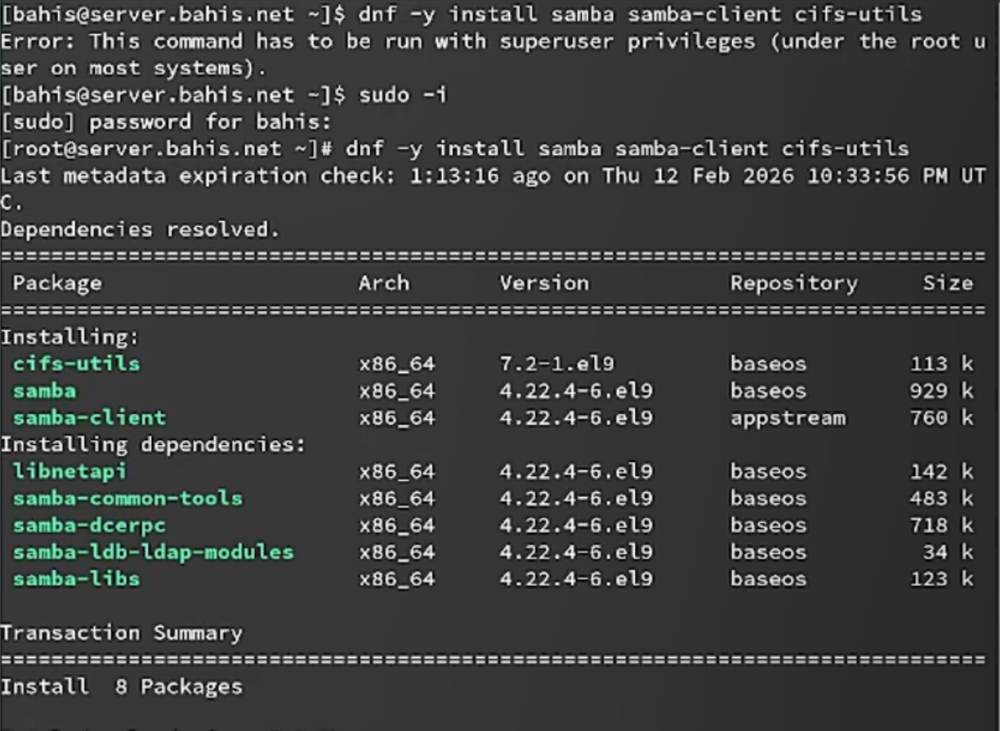 [bahis@server.bahis.net ~]$ dnf -y install samba samba-client cifs-utils
Error: This command has to be run with superuser privileges (under the root u
ser on most systems).
[bahis@server.bahis.net ~]$ sudo -i
[sudo] password for bahis:
[root@server.bahis.net ~]# dnf -y install samba samba-client cifs-utils
Last metadata expiration check: 1:13:16 ago on Thu 12 Feb 2026 10:33:56 PM UT
C.
Dependencies resolved.
================================================================================
Package Arch Version Repository Size
================================================================================
Installing:
cifs-utils x86_64 7.2-1.el9 baseos 113 k
samba x86_64 4.22.4-6.el9 baseos 929 k
samba-client x86_64 4.22.4-6.el9 appstream 760 k
Installing dependencies:
libnetapi x86_64 4.22.4-6.el9 baseos 142 k
samba-common-tools x86_64 4.22.4-6.el9 baseos 483 k
samba-dcerpc x86_64 4.22.4-6.el9 baseos 718 k
samba-ldb-ldap-modules x86_64 4.22.4-6.el9 baseos 34 k
samba-libs x86_64 4.22.4-6.el9 baseos 123 k
Transaction Summary
================================================================================
Install 8 Packages